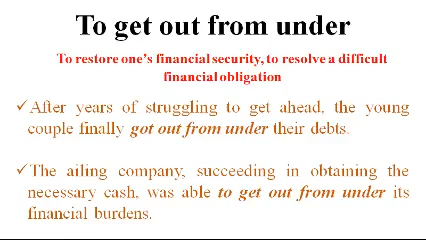 To get out from under
To restore one's financial security, to resolve a difficult
financial obligation
✓After years of struggling to get ahead, the young
couple finally got out from under their debts.
✓The ailing company, succeeding in obtaining the
necessary cash, was able to get out from under its
financial burdens.